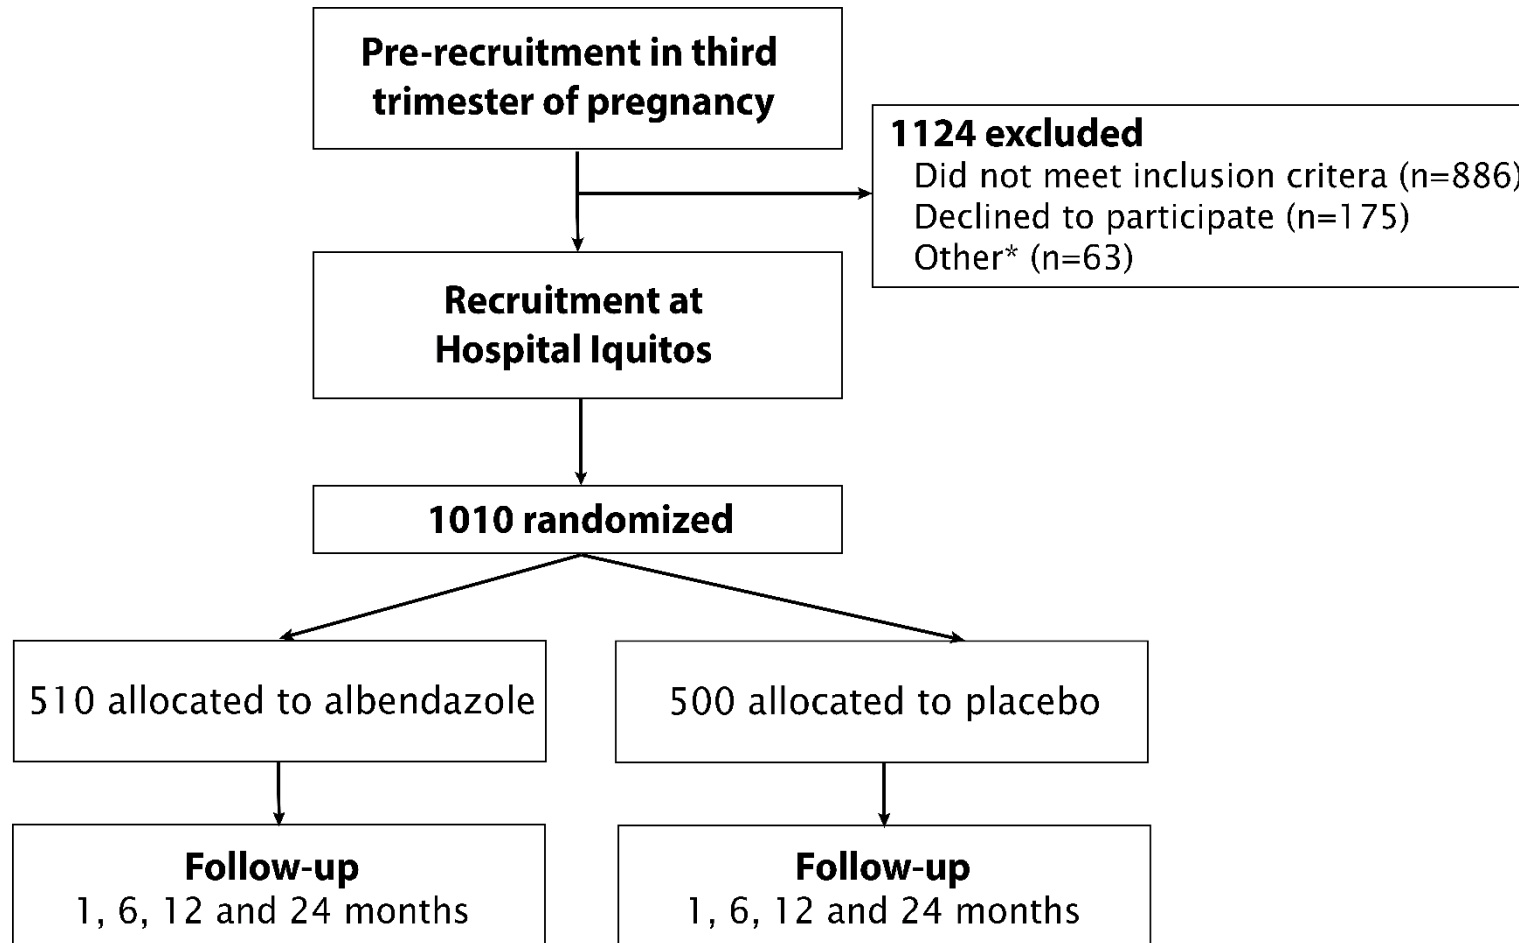 Pre-recruitment in third
trimester of pregnancy
1124 excluded
Did not meet inclusion critera (n=886)
Declined to participate (n=175)
Other* (n=63)
Recruitment at
Hospital Iquitos
1010 randomized
510 allocated to albendazole
500 allocated to placebo
Follow-up
1, 6, 12 and 24 months
Follow-up
1, 6, 12 and 24 months